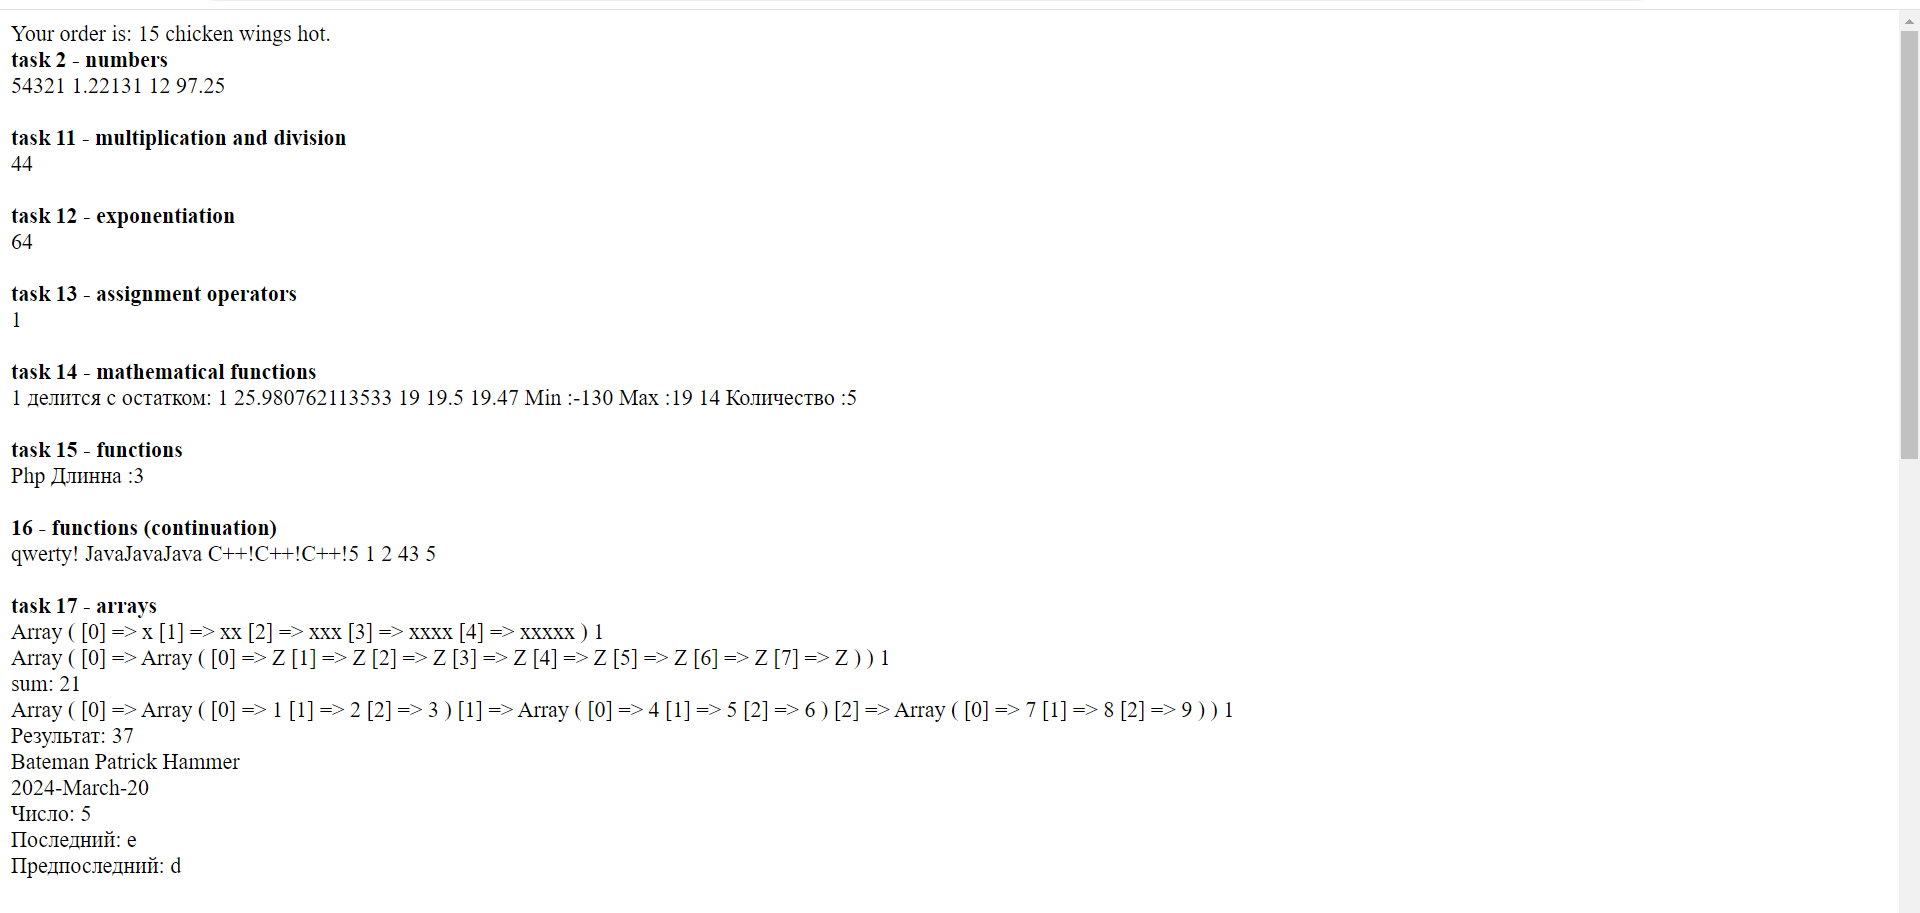 Your order is: 15 chicken wings hot.
task 2 - numbers
54321 1.22131 12 97.25
task 11 - multiplication and division
44
task 12 - exponentiation
64
task 13 - assignment operators
1
task 14 - mathematical functions
1 делится с остатком: 1 25.980762113533 19 19.5 19.47 Min :-130 Max :19 14 Количество :5
task 15 - functions
Php Длинна :3
16 - functions (continuation)
qwerty! JavaJavaJava C++!C++!C++!5 1 2 43 5
task 17 - arrays
Array ( [0] => x [1] => xx [2] => xxx [3] => xxxx [4] => xxxxx ) 1
Array ( [0] => Array ( [0] => Z [1] => Z [2] => Z [3] => Z [4] => Z [5] => Z [6] => Z [7] => Z ) ) 1
sum: 21
Array ( [0] => Array ( [0] => 1 [1] => 2 [2] => 3 ) [1] => Array ( [0] => 4 [1] => 5 [2] => 6 ) [2] => Array ( [0] => 7 [1] => 8 [2] => 9 ) ) 1
Результат: 37
Bateman Patrick Hammer
2024-March-20
Число: 5
Последний: e
Предпоследний: d